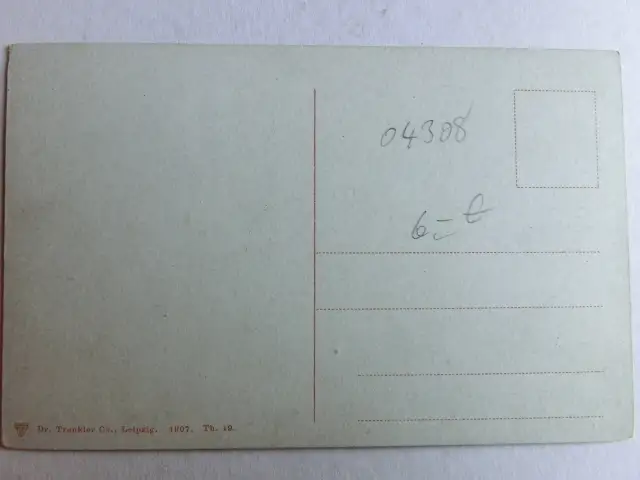 04308
6,- €
Dr. Trenkler Co., Leipzig. 1907. Th. 19.